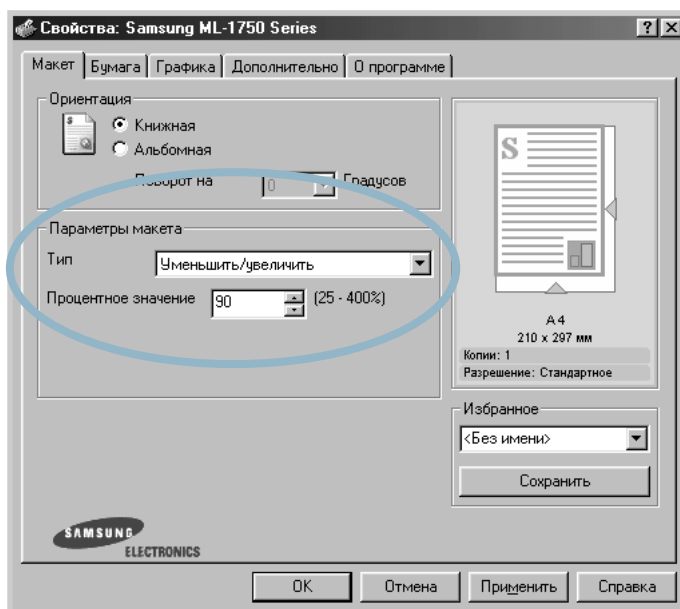 Свойства: Samsung ML-1750 Series
Макет Бумага Графика Дополнительно О программе
Ориентация
Книжная
Альбомная
Поворот на 0 Градусов
Параметры макета
Тип Уменьшить/увеличить
Процентное значение 90 (25 - 400%)
S
S
A4
210 x 297 мм
Копии: 1
Разрешение: Стандартное
Избранное
<Без имени>
Сохранить
SAMSUNG
ELECTRONICS
OK Отмена Применить Справка